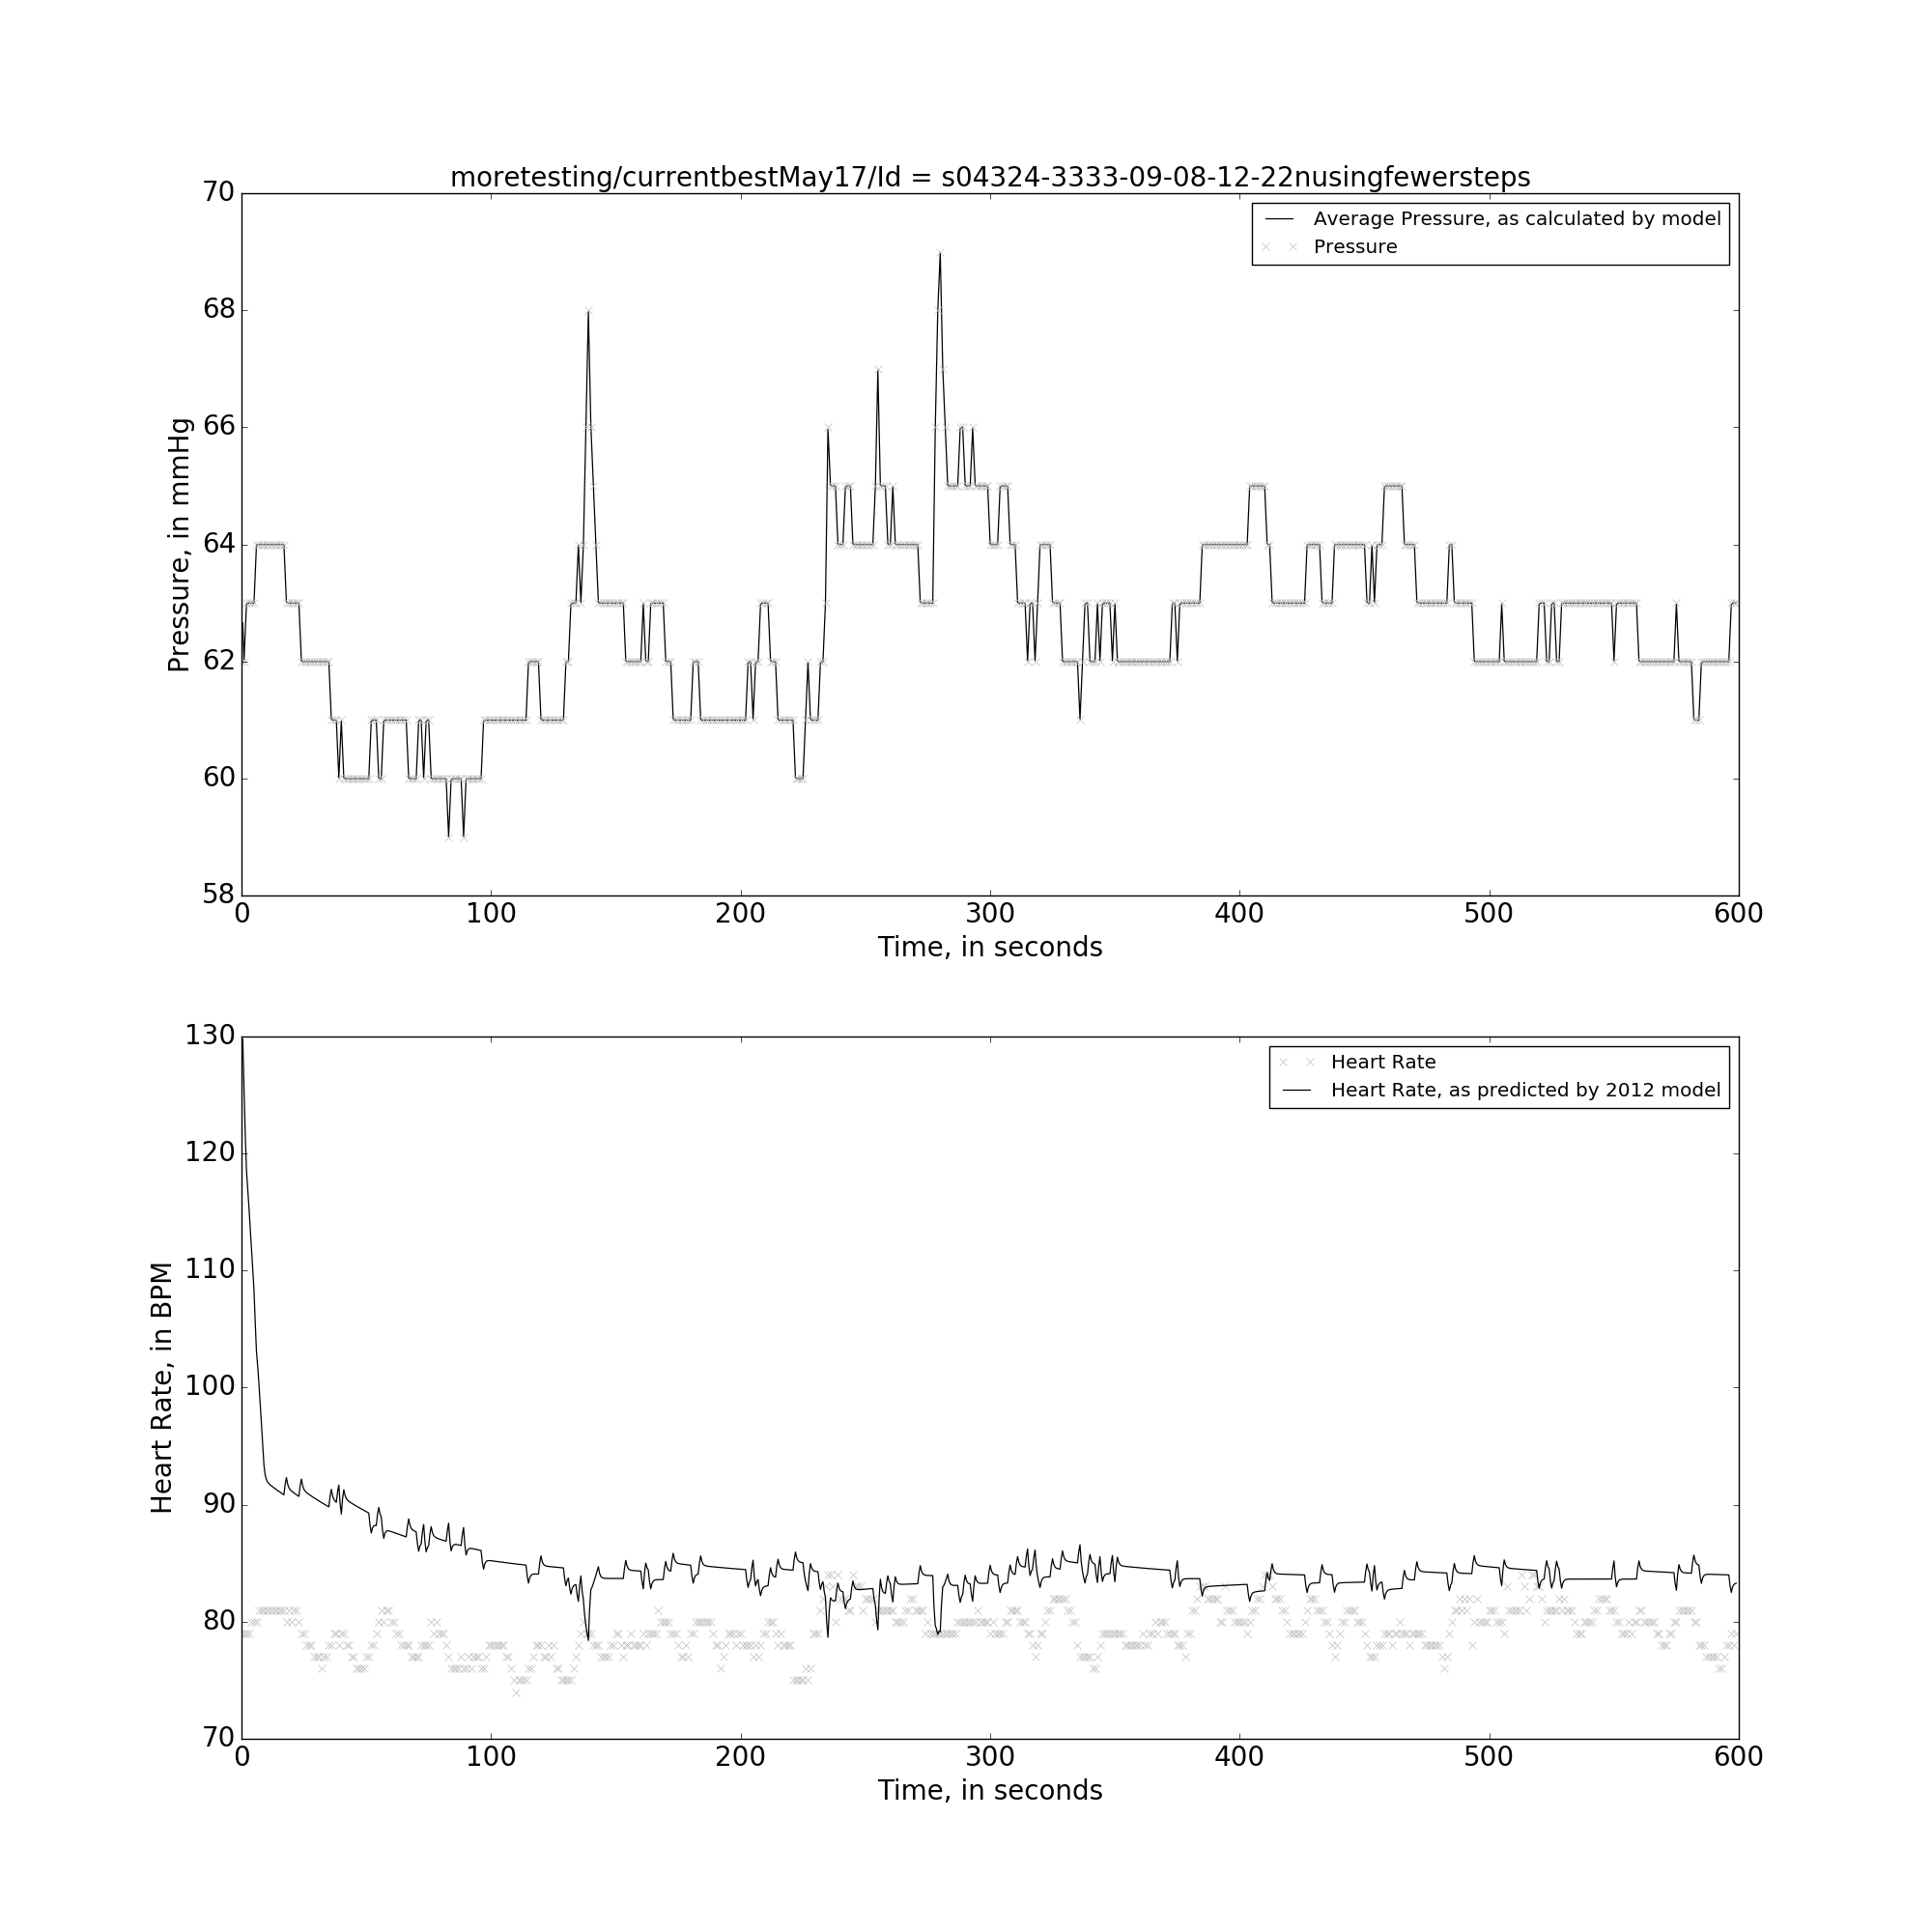 moretesting/currentbestMay17/Id = s04324-3333-09-08-12-22nusingfewersteps
70
68
66
64
62
60
58
Pressure, in mmHg
Average Pressure, as calculated by model
Pressure
0 100 200 300 400 500 600
Time, in seconds
130
120
110
100
90
80
70
Heart Rate, in BPM
Heart Rate
Heart Rate, as predicted by 2012 model
0 100 200 300 400 500 600
Time, in seconds